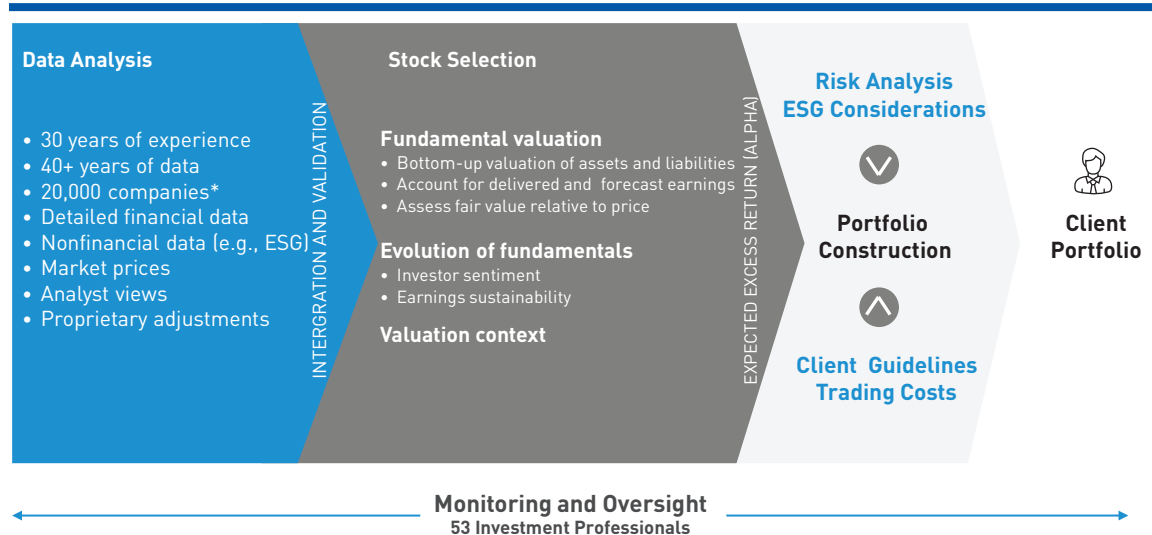 Data Analysis
• 30 years of experience
• 40+ years of data
• 20,000 companies*
• Detailed financial data
• Nonfinancial data (e.g., ESG)
• Market prices
• Analyst views
• Proprietary adjustments
INTERGRATION AND VALIDATION
Stock Selection
Fundamental valuation
• Bottom-up valuation of assets and liabilities
• Account for delivered and forecast earnings
• Assess fair value relative to price
Evolution of fundamentals
• Investor sentiment
• Earnings sustainability
Valuation context
EXPECTED EXCESS RETURN (ALPHA)
Risk Analysis
ESG Considerations
Portfolio
Construction
Client Guidelines
Trading Costs
Client
Portfolio
Monitoring and Oversight
53 Investment Professionals